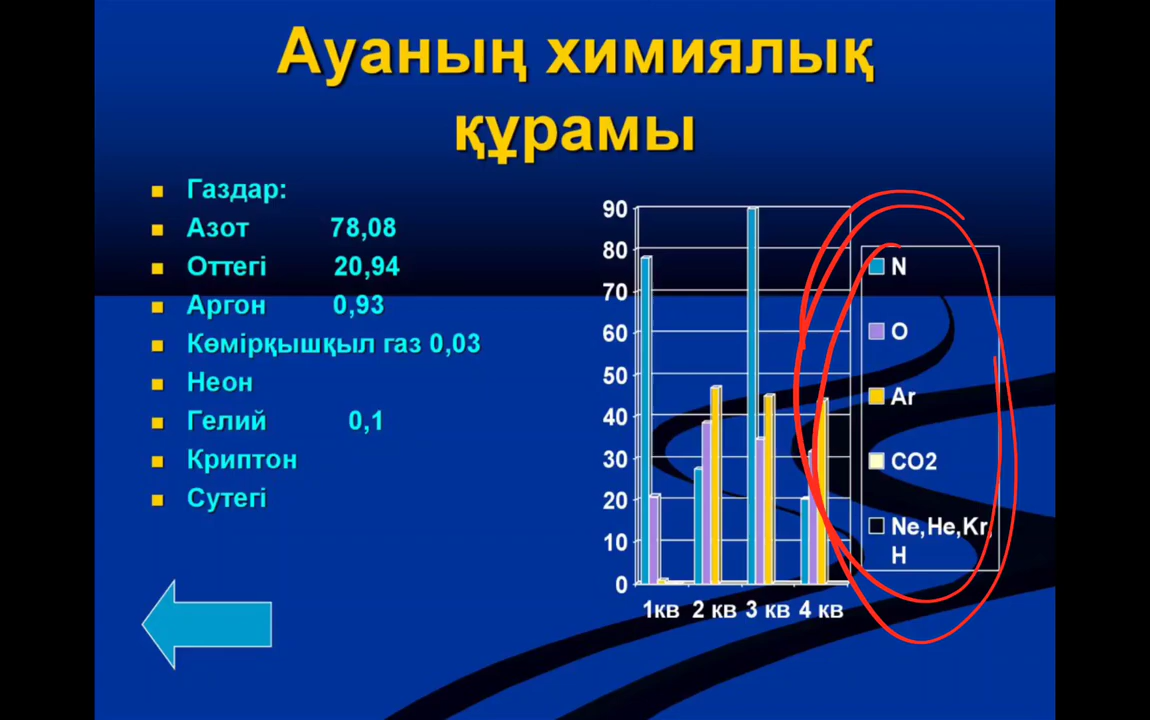 Ауаның химиялық
құрамы
Газдар:
Азот 78,08
Оттегі 20,94
Аргон 0,93
Көмірқышқыл газ 0,03
Неон
Гелий 0,1
Криптон
Сутегі
90
80
70
60
50
40
30
20
10
0
1кв 2 кв 3 кв 4 кв
N
O
Ar
CO2
Ne,He,Kr,
H